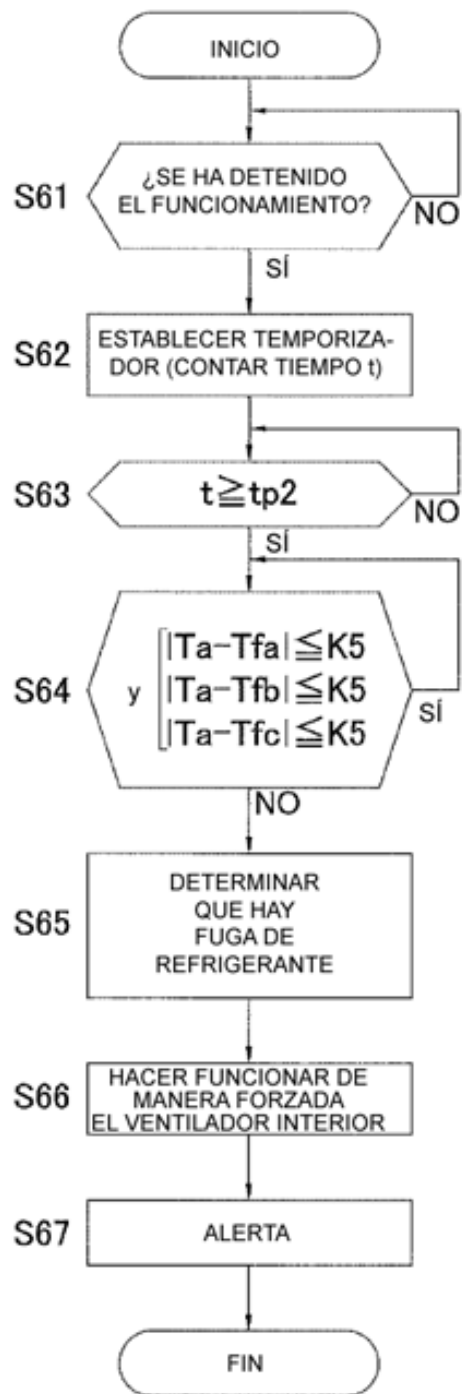 INICIO
S61
¿SE HA DETENIDO
EL FUNCIONAMIENTO?
NO
SÍ
S62
ESTABLECER TEMPORIZA-
DOR (CONTAR TIEMPO t)
S63
t≧tp2
NO
SÍ
S64
y
|Ta-Tfa|≦K5
|Ta-Tfb|≦K5
|Ta-Tfc|≦K5
SÍ
NO
S65
DETERMINAR
QUE HAY
FUGA DE
REFRIGERANTE
S66
HACER FUNCIONAR DE
MANERA FORZADA
EL VENTILADOR INTERIOR
S67
ALERTA
FIN